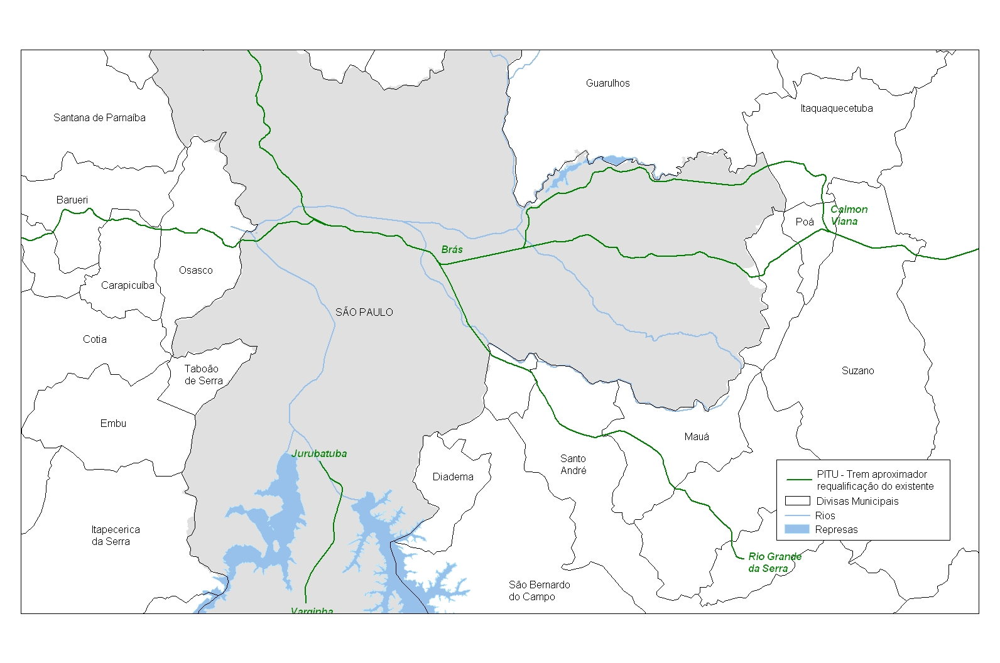 Guarulhos
Itaquaquecetuba
Santana de Parnaíba
Barueri
Calmon
Viana
Poá
Brás
Osasco
Carapicuíba
SÃO PAULO
Cotia
Taboão
de Serra
Suzano
Embu
Mauá
Jurubatuba
Santo
André
Diadema
PITU - Trem aproximador
requalificação do existente
Divisas Municipais
Rios
Represas
Itapecerica
da Serra
Rio Grande
da Serra
São Bernardo
do Campo
Varginha